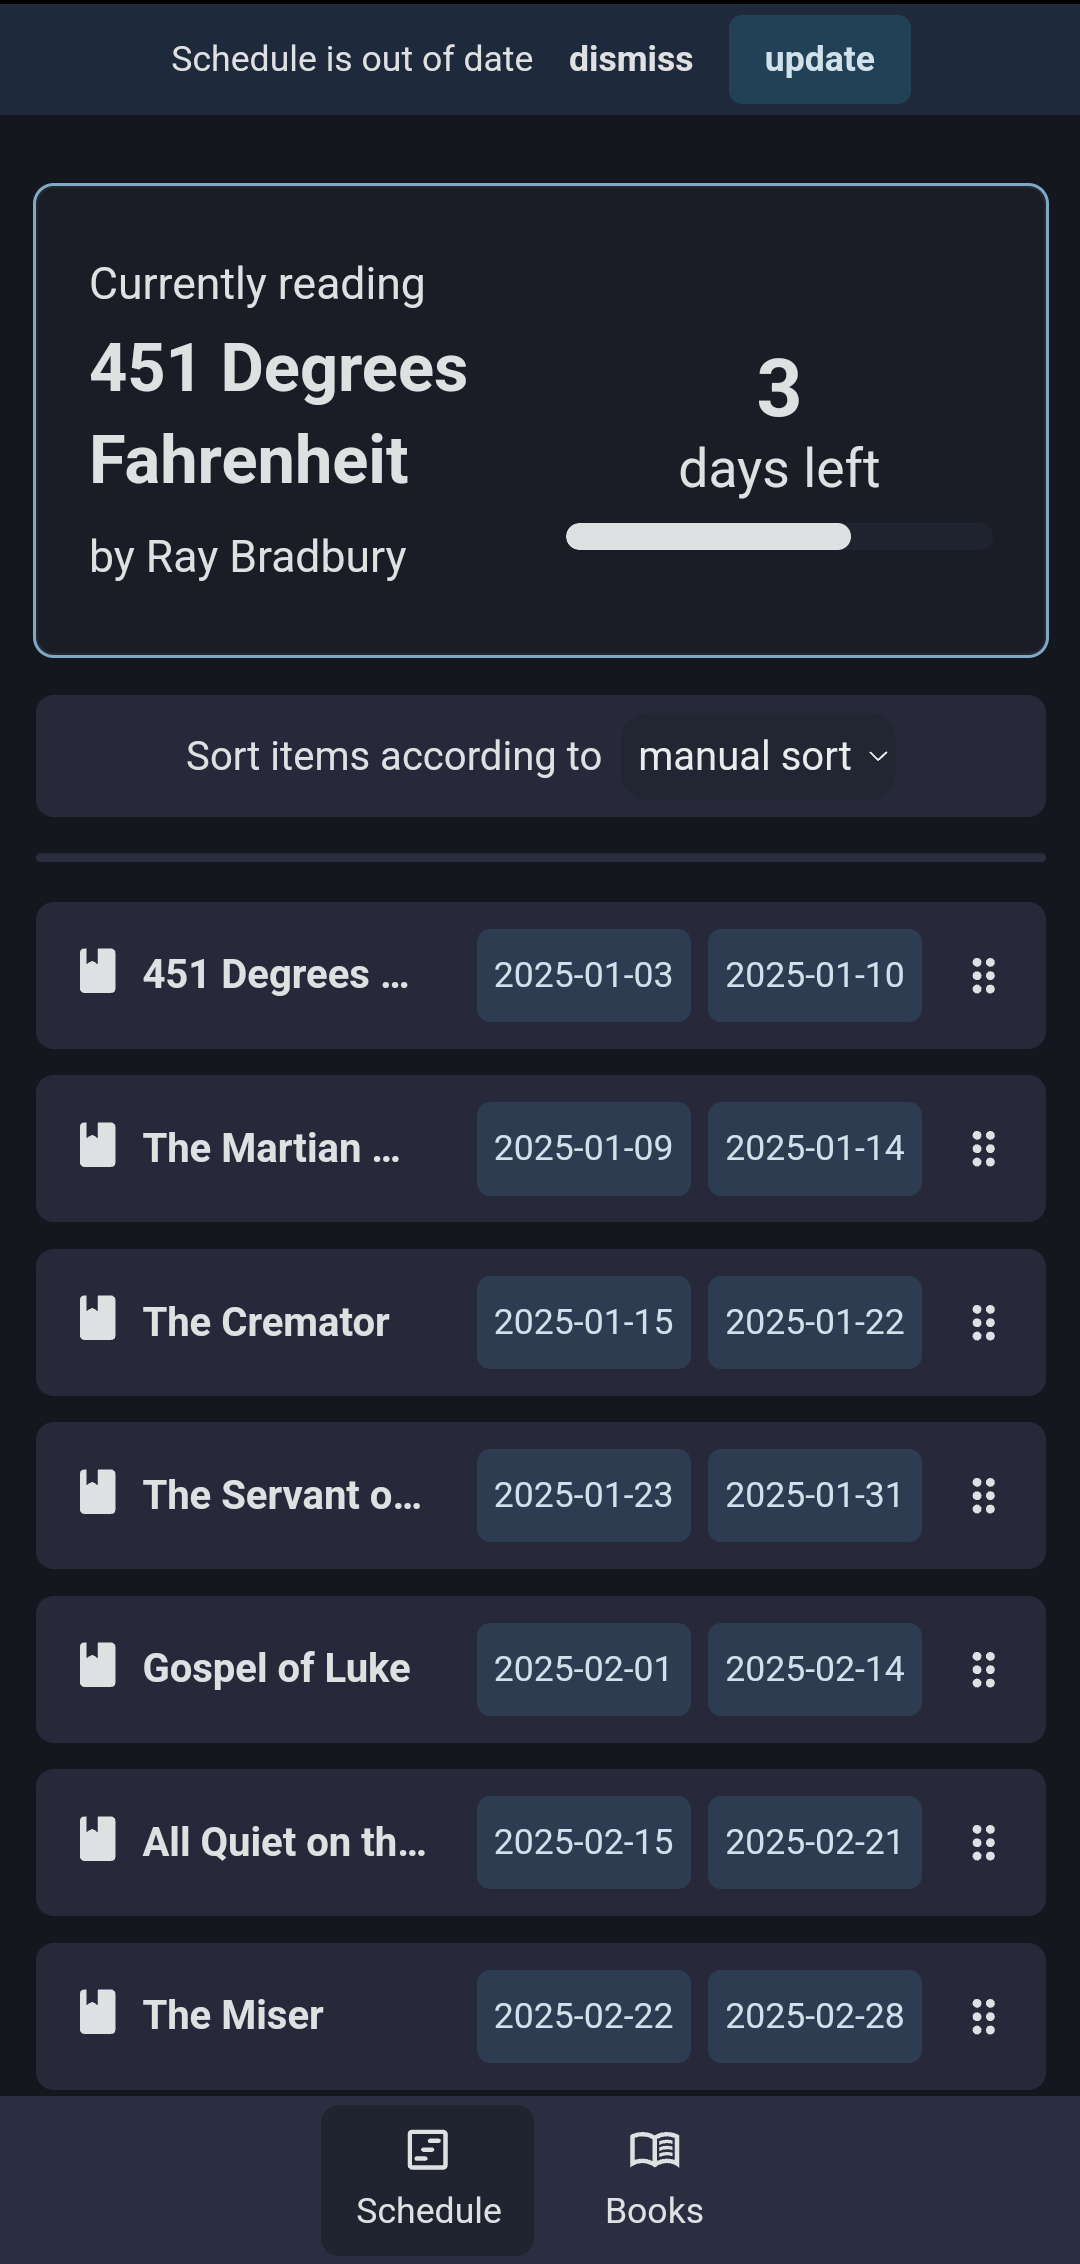 Schedule is out of date dismiss update
Currently reading
451 Degrees
Fahrenheit
by Ray Bradbury
3
days left
Sort items according to manual sort
451 Degrees ... 2025-01-03 2025-01-10
The Martian ... 2025-01-09 2025-01-14
The Cremator 2025-01-15 2025-01-22
The Servant o... 2025-01-23 2025-01-31
Gospel of Luke 2025-02-01 2025-02-14
All Quiet on th... 2025-02-15 2025-02-21
The Miser 2025-02-22 2025-02-28
Schedule Books